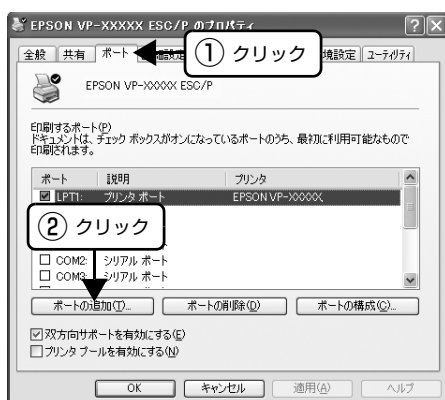 EPSON VP-XXXXX ESC/P のプロパティ
全般 共有 ポート 境設定 ユーティリティ
① クリック
EPSON VP-XXXXX ESC/P
印刷するポート(P)
ドキュメントは、チェック ボックスがオンになっているポートのうち、最初に利用可能なもので
印刷されます。
ポート 説明 プリンタ
LPT1: プリンタ ポート EPSON VP-XXXXX,
② クリック
COM2: シリアル ポート
COM3: シリアル ポート
ポートの追加(T)... ポートの削除(D) ポートの構成(C)...
双方向サポートを有効にする(E)
プリンタ プールを有効にする(N)
OK キャンセル 適用(A) ヘルプ